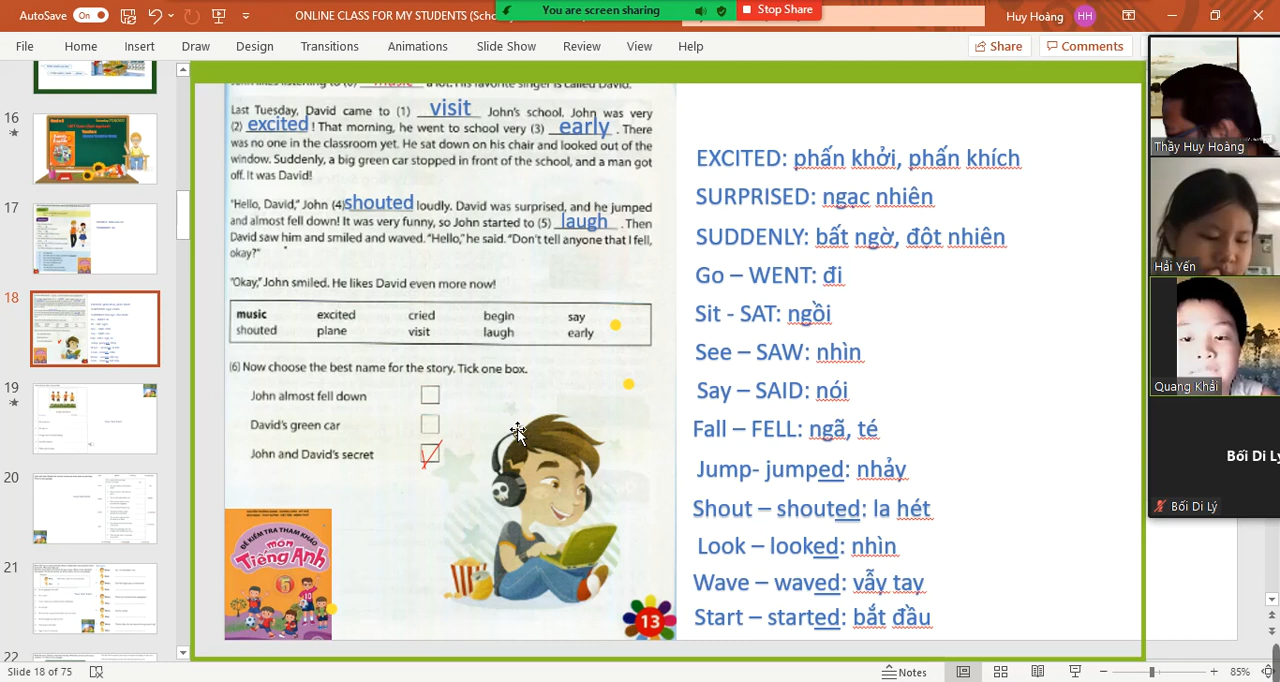 AutoSave On
ONLINE CLASS FOR MY STUDENTS
You are screen sharing
Stop Share
Huy Hoàng
HH
File Home Insert Draw Design Transitions Animations Slide Show Review View Help
Share
Comments
16
17
18
19
20
21
22
Last Tuesday, David came to (1) visit John's school. John was very
(2) excited! That morning, he went to school very (3) early. There
was no one in the classroom yet. He sat down on his chair and looked out of the
window. Suddenly, a big green car stopped in front of the school, and a man got
off. It was David!
"Hello, David," John (4) shouted loudly. David was surprised, and he jumped
and almost fell down! It was very funny, so John started to (5) laugh. Then
David saw him and smiled and waved. "Hello," he said. "Don't tell anyone that I fell,
okay?"
"Okay," John smiled. He likes David even more now!
music excited cried begin say
shouted plane visit laugh early
(6) Now choose the best name for the story. Tick one box.
John almost fell down
David's green car
John and David's secret
ĐỀ KIỂM TRA THAM KHẢO
môn
Tiếng Anh
5
13
EXCITED: phấn khởi, phấn khích
SURPRISED: ngạc nhiên
SUDDENLY: bất ngờ, đột nhiên
Go – WENT: đi
Sit - SAT: ngồi
See – SAW: nhìn
Say – SAID: nói
Fall – FELL: ngã, té
Jump- jumped: nhảy
Shout – shouted: la hét
Look – looked: nhìn
Wave – waved: vẫy tay
Start – started: bắt đầu
Thầy Huy Hoàng
Hải Yến
Quang Khải
Bối Di Lý
Bối Di Lý
Slide 18 of 75
Notes
85%